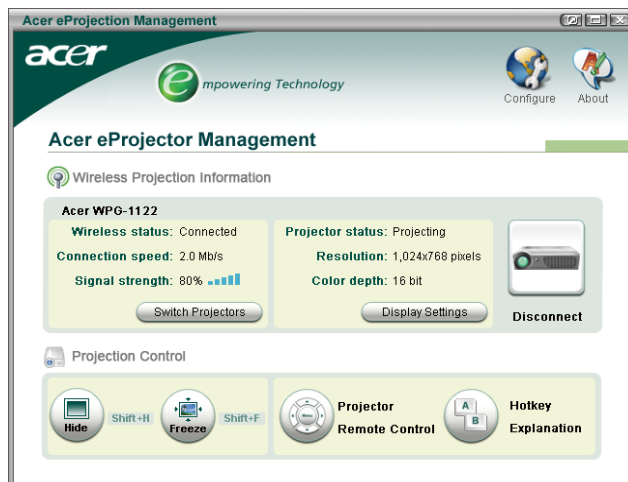 Acer eProjection Management
acer
e mpowering Technology
Configure
About
Acer eProjector Management
Wireless Projection Information
Acer WPG-1122
Wireless status: Connected
Connection speed: 2.0 Mb/s
Signal strength: 80%
Switch Projectors
Projector status: Projecting
Resolution: 1,024x768 pixels
Color depth: 16 bit
Display Settings
Disconnect
Projection Control
Hide
Shift+H
Freeze
Shift+F
Menu
Projector
Remote Control
A
B
Hotkey
Explanation